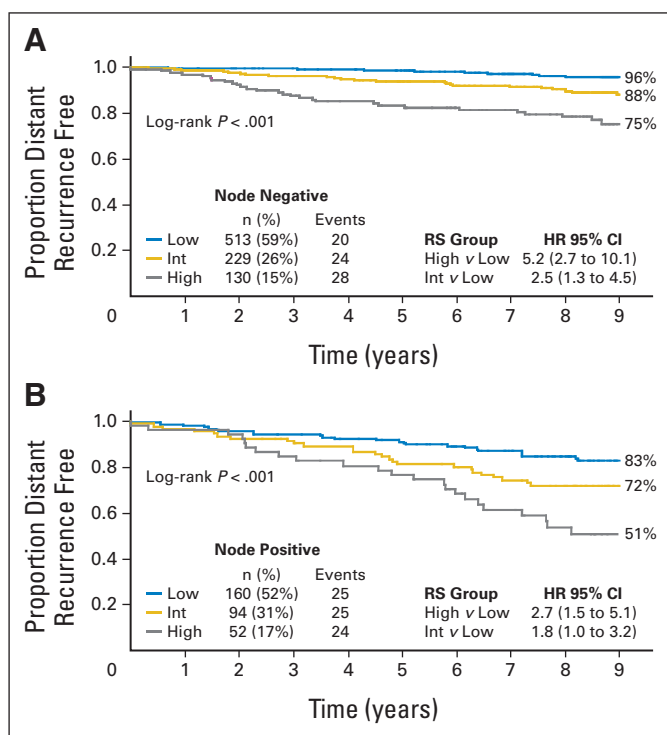 A
Proportion Distant
Recurrence Free
1.0
0.8
0.6
0.4
0.2
96%
88%
75%
Log-rank P < .001
Node Negative
n (%) Events
Low 513 (59%) 20
Int 229 (26%) 24
High 130 (15%) 28
RS Group HR 95% CI
High v Low 5.2 (2.7 to 10.1)
Int v Low 2.5 (1.3 to 4.5)
0 1 2 3 4 5 6 7 8 9
Time (years)
B
Proportion Distant
Recurrence Free
1.0
0.8
0.6
0.4
0.2
83%
72%
51%
Log-rank P < .001
Node Positive
n (%) Events
Low 160 (52%) 25
Int 94 (31%) 25
High 52 (17%) 24
RS Group HR 95% CI
High v Low 2.7 (1.5 to 5.1)
Int v Low 1.8 (1.0 to 3.2)
0 1 2 3 4 5 6 7 8 9
Time (years)